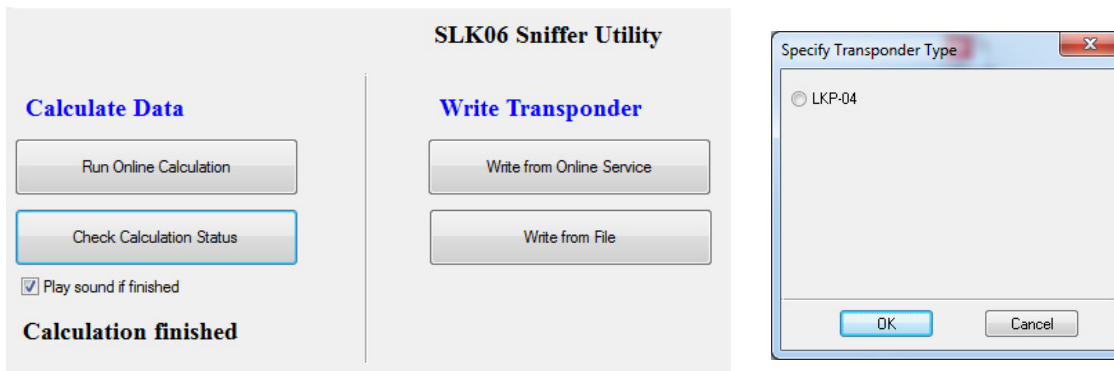 SLK06 Sniffer Utility
Calculate Data
Run Online Calculation
Check Calculation Status
Play sound if finished
Calculation finished
Write Transponder
Write from Online Service
Write from File
Specify Transponder Type
LKP-04
OK
Cancel